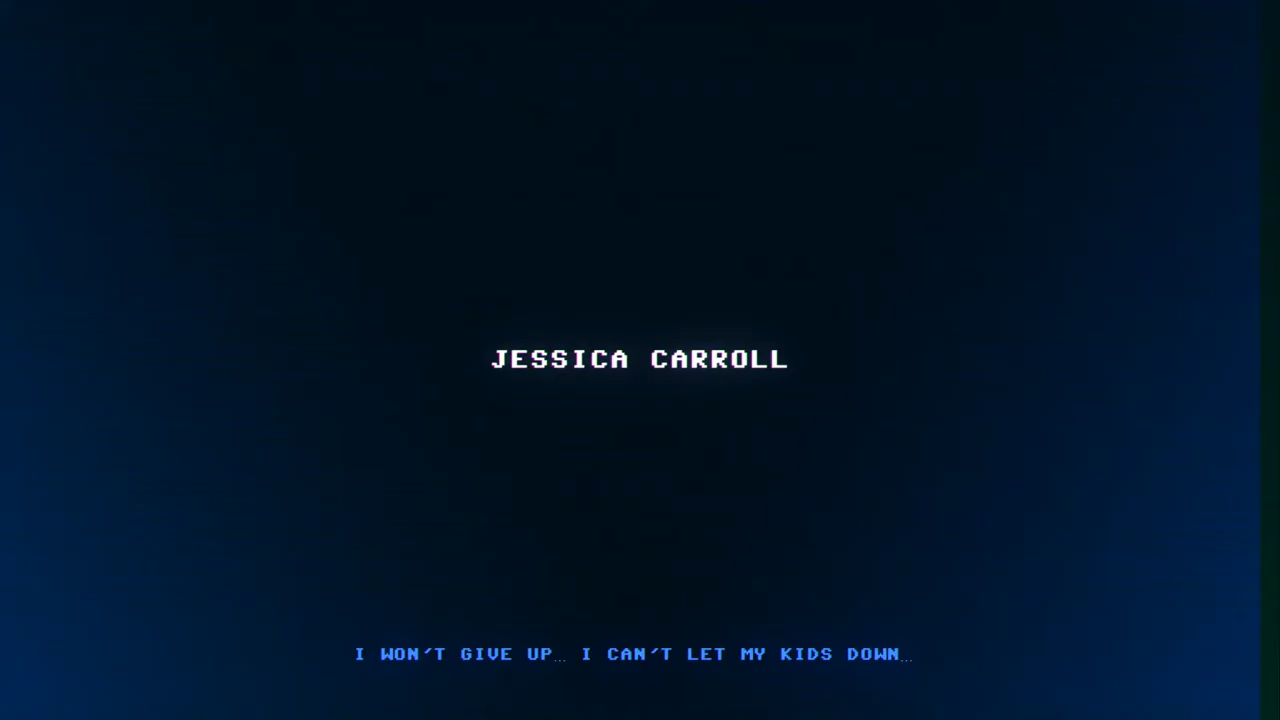 JESSICA CARROLL
I WON'T GIVE UP... I CAN'T LET MY KIDS DOWN...